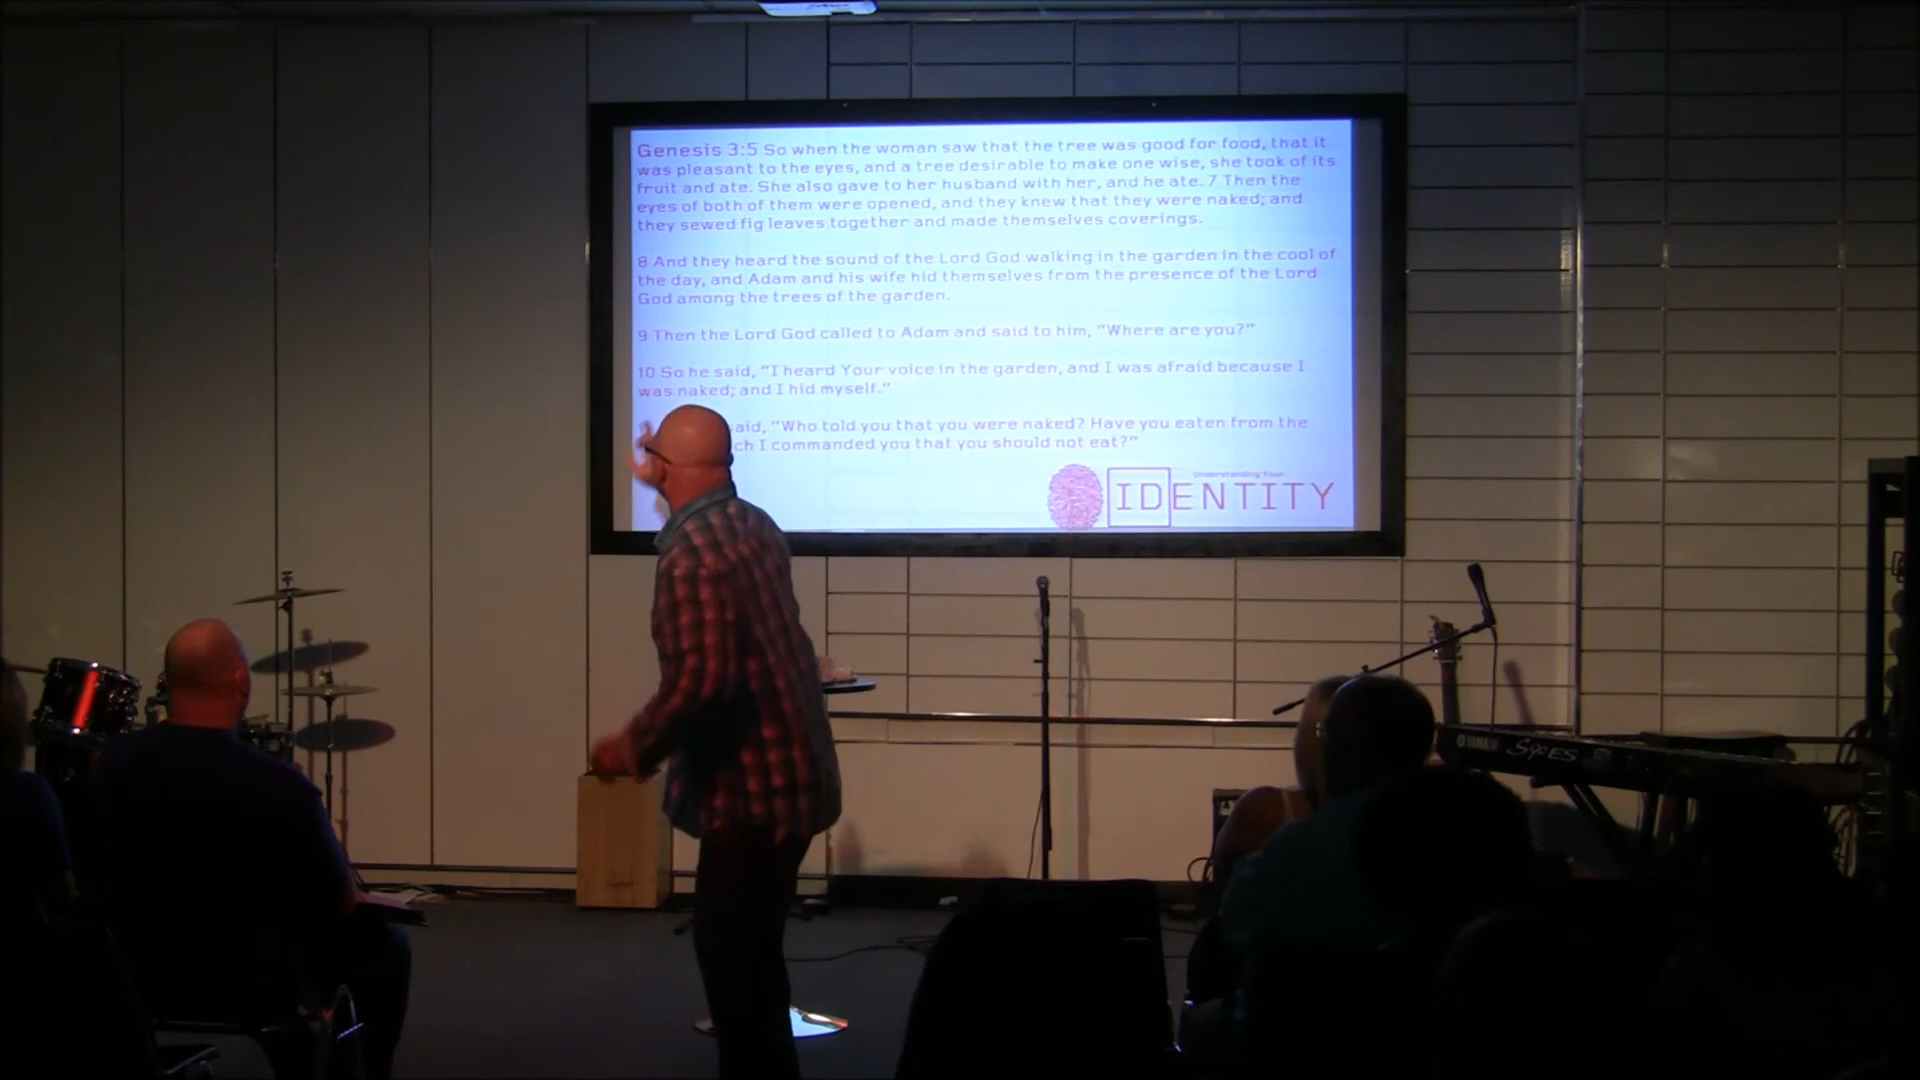 Genesis 3:5 So when the woman saw that the tree was good for food, that it
was pleasant to the eyes, and a tree desirable to make one wise, she took of its
fruit and ate. She also gave to her husband with her, and he ate. 7 Then the
eyes of both of them were opened, and they knew that they were naked; and
they sewed fig leaves together and made themselves coverings.
8 And they heard the sound of the Lord God walking in the garden in the cool of
the day, and Adam and his wife hid themselves from the presence of the Lord
God among the trees of the garden.
9 Then the Lord God called to Adam and said to him, "Where are you?"
10 So he said, "I heard Your voice in the garden, and I was afraid because I
was naked; and I hid myself."
aid, "Who told you that you were naked? Have you eaten from the
ch I commanded you that you should not eat?"
Understanding Your
IDENTITY
YAMAHA S90ES